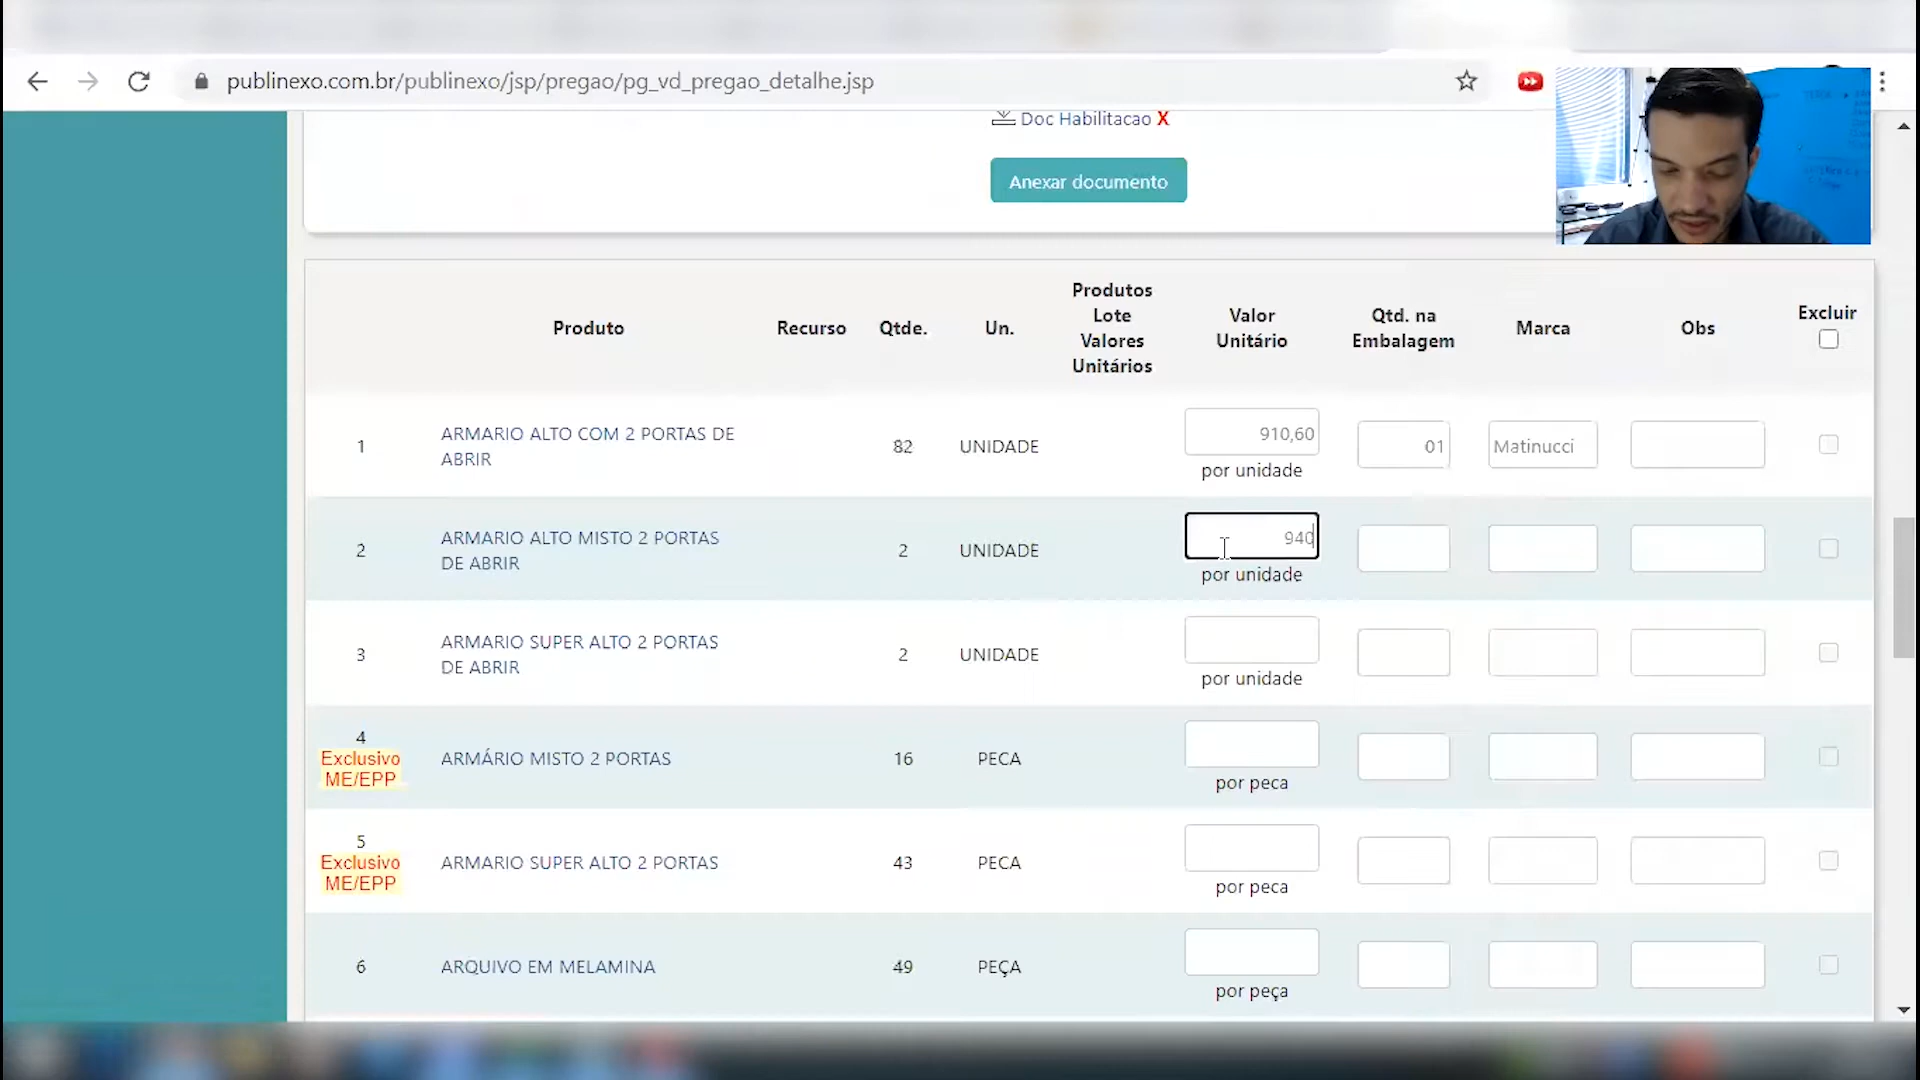 publinexo.com.br/publinexo/jsp/pregao/pg_vd_pregao_detalhe.jsp
Doc Habilitacao X
Anexar documento
Produto Recurso Qtde. Un. Produtos Lote Valores Unitários Valor Unitário Qtd. na Embalagem Marca Obs Excluir
1 ARMARIO ALTO COM 2 PORTAS DE ABRIR 82 UNIDADE 910,60 por unidade 01 Matinucci
2 ARMARIO ALTO MISTO 2 PORTAS DE ABRIR 2 UNIDADE 940 por unidade
3 ARMARIO SUPER ALTO 2 PORTAS DE ABRIR 2 UNIDADE por unidade
4 Exclusivo ME/EPP ARMÁRIO MISTO 2 PORTAS 16 PECA por peca
5 Exclusivo ME/EPP ARMARIO SUPER ALTO 2 PORTAS 43 PECA por peca
6 ARQUIVO EM MELAMINA 49 PEÇA por peça